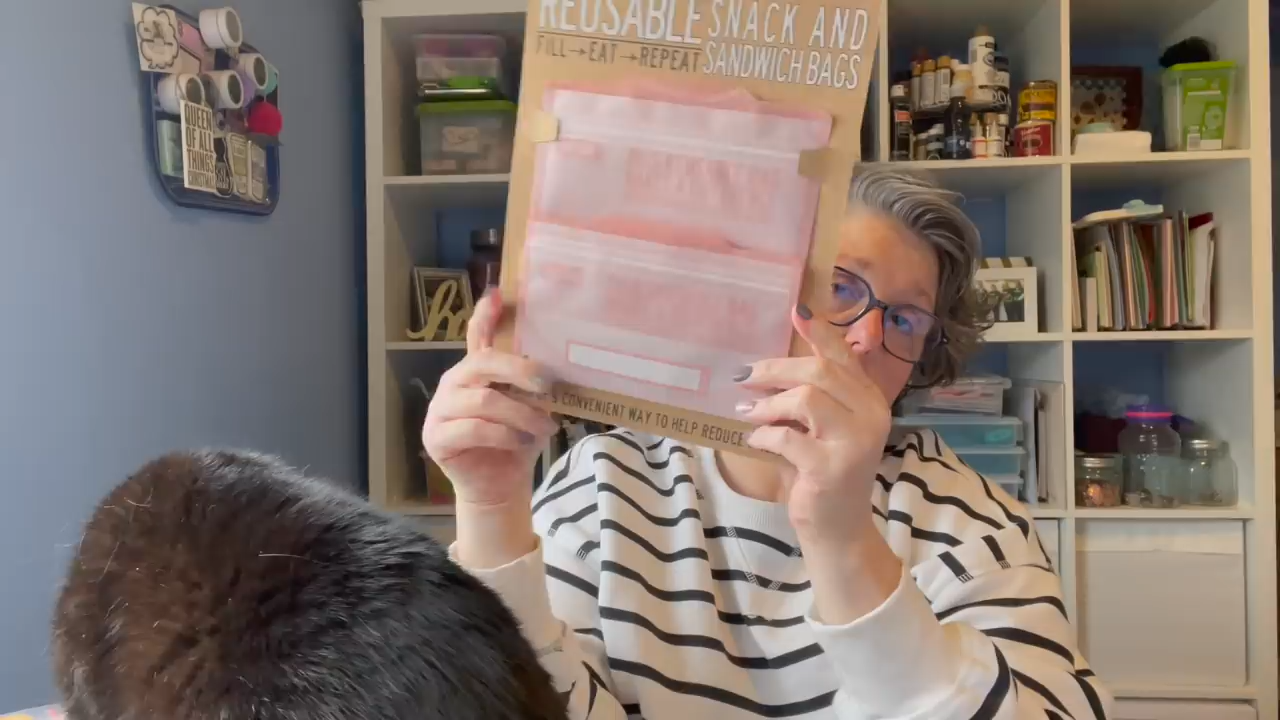 REUSABLE SNACK AND
FILL→EAT→REPEAT SANDWICH BAGS
CONVENIENT WAY TO HELP REDUCE
QUEEN
OF ALL
THINGS